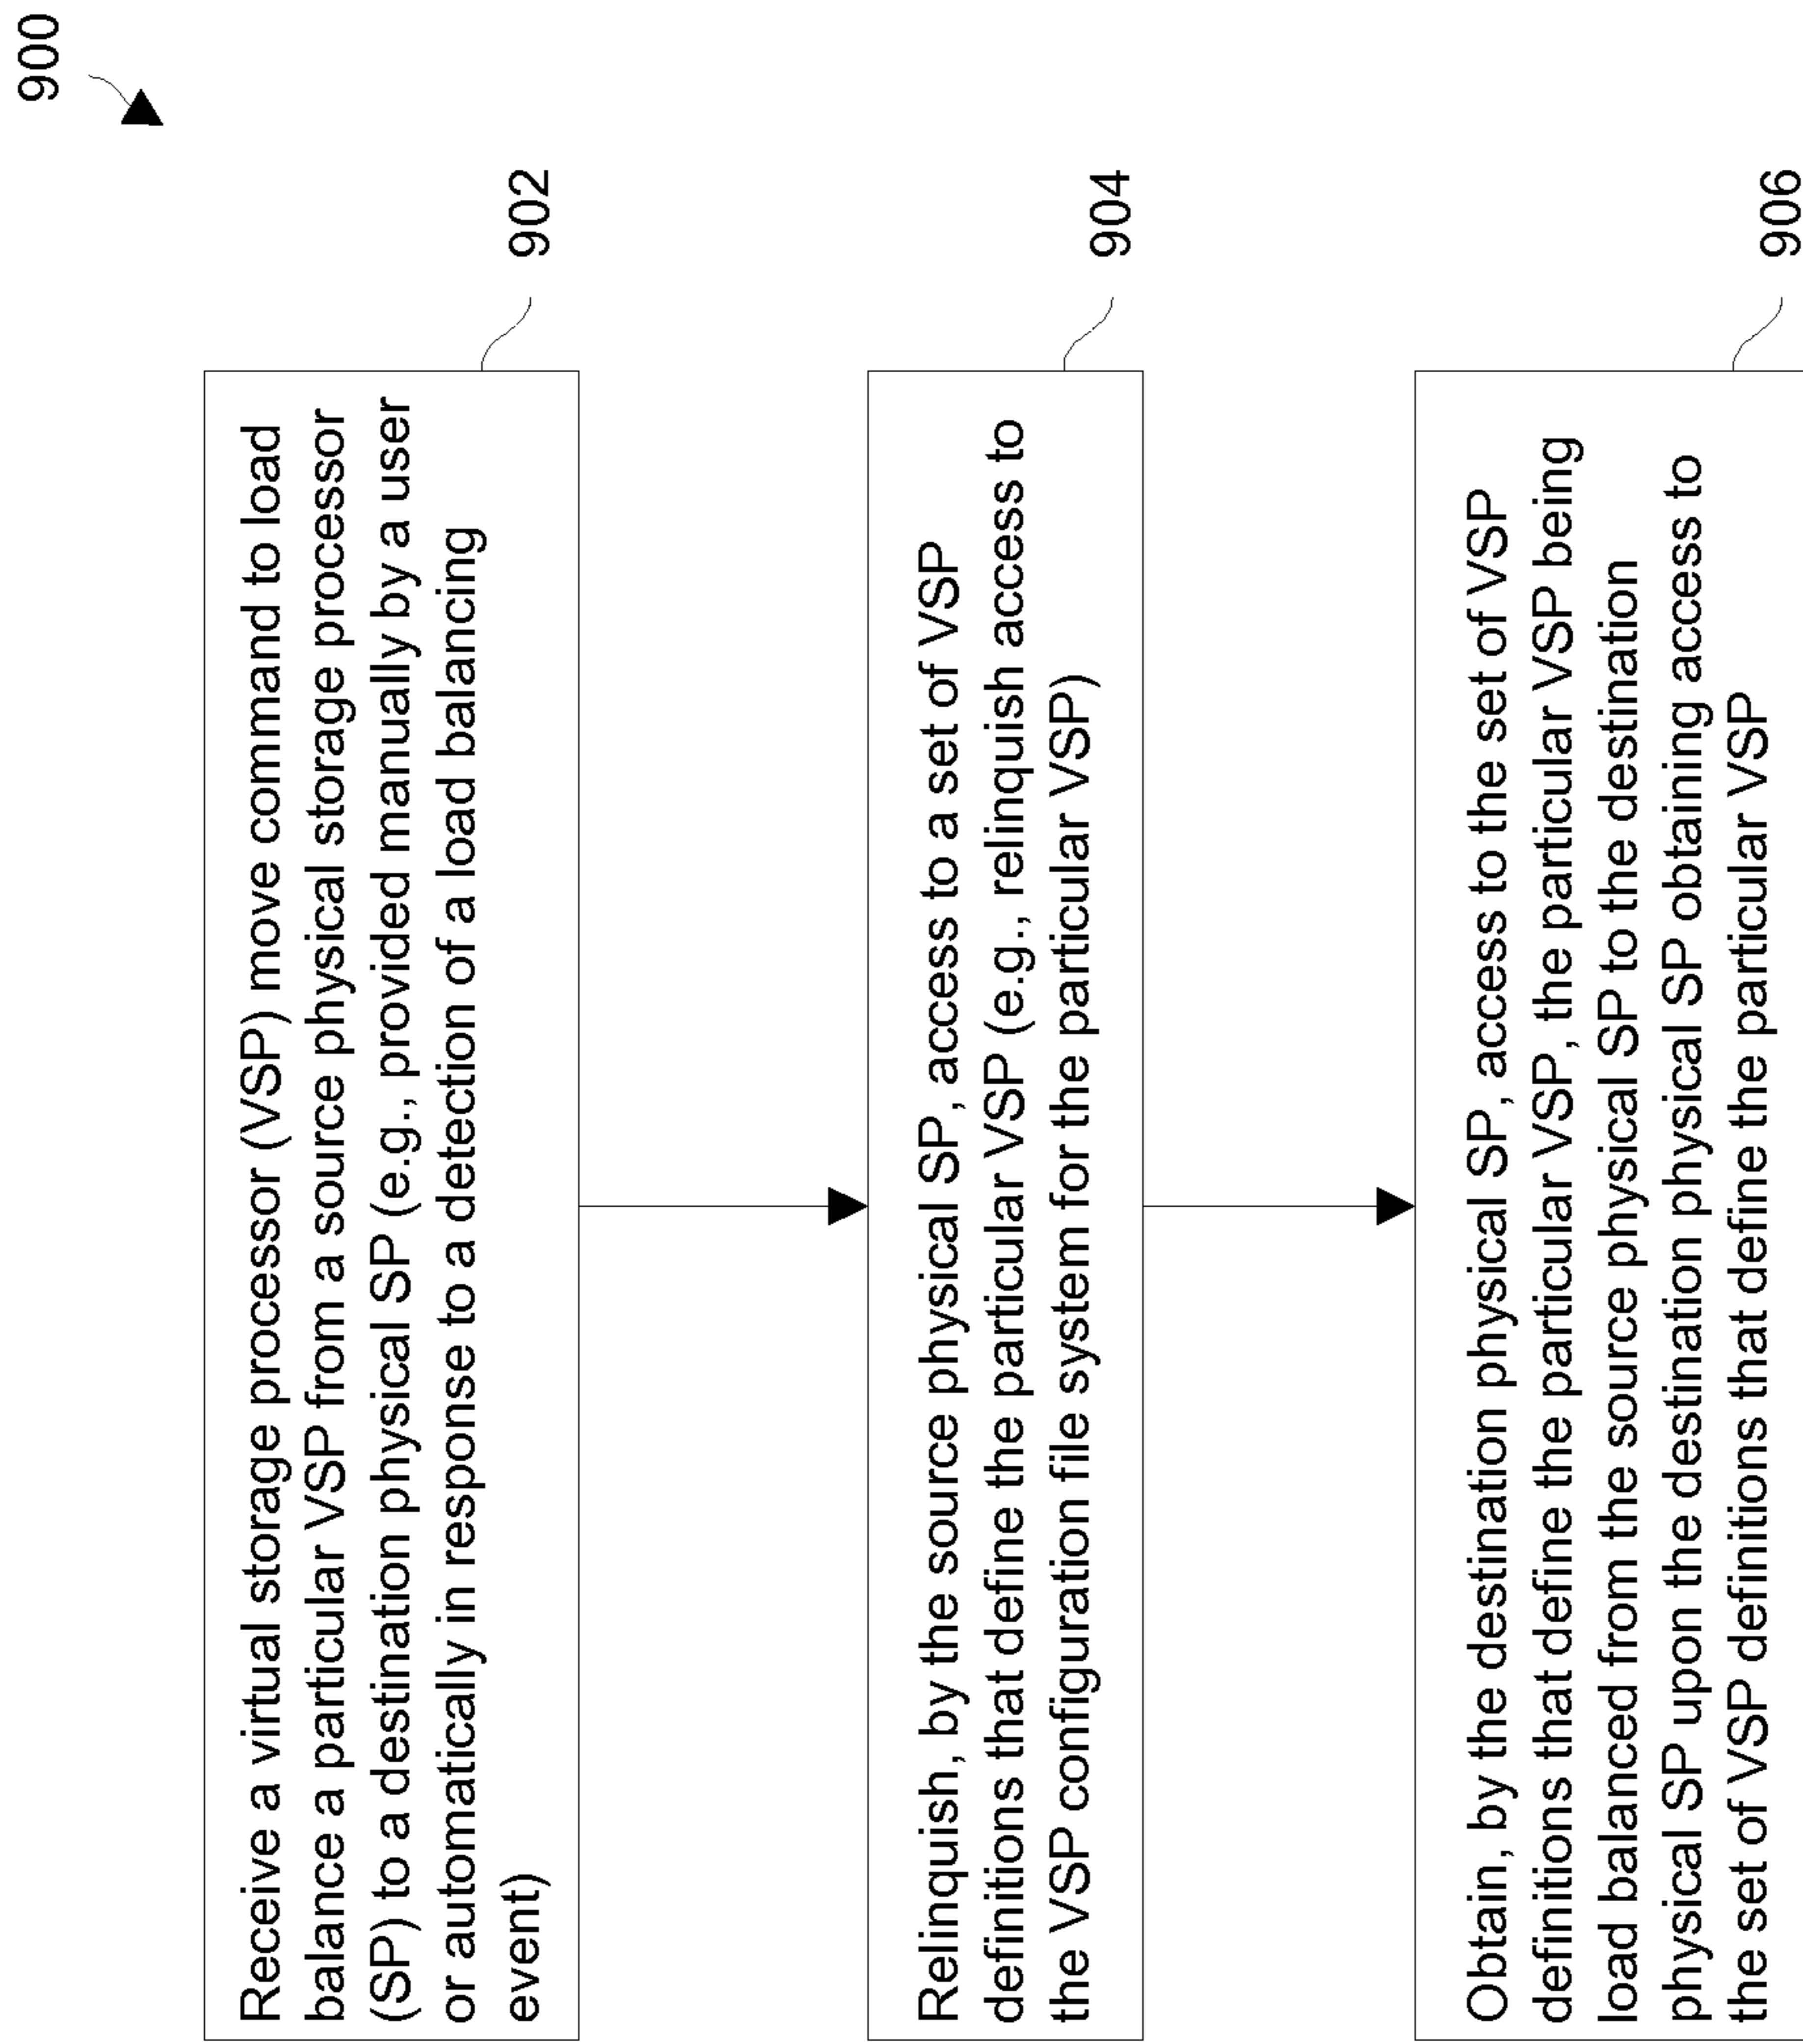 900
Receive a virtual storage processor (VSP) move command to load
balance a particular VSP from a source physical storage processor
(SP) to a destination physical SP (e.g., provided manually by a user
or automatically in response to a detection of a load balancing
event)
902
Relinquish, by the source physical SP, access to a set of VSP
definitions that define the particular VSP (e.g., relinquish access to
the VSP configuration file system for the particular VSP)
904
Obtain, by the destination physical SP, access to the set of VSP
definitions that define the particular VSP, the particular VSP being
load balanced from the source physical SP to the destination
physical SP upon the destination physical SP obtaining access to
the set of VSP definitions that define the particular VSP
906